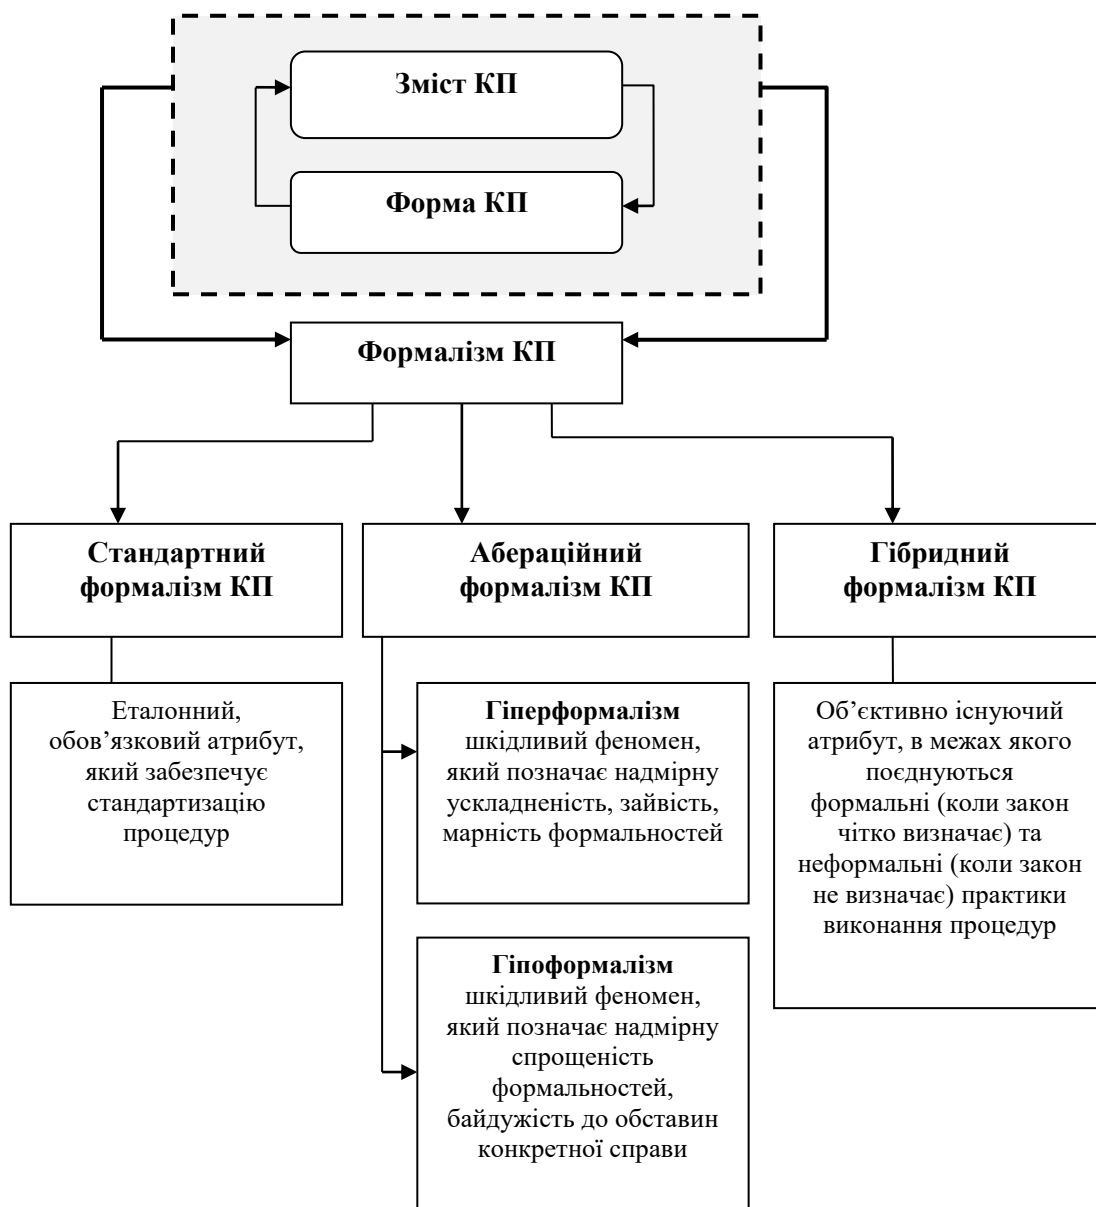 Зміст КП
Форма КП
Формалізм КП
Стандартний
формалізм КП
Абераційний
формалізм КП
Гібридний
формалізм КП
Еталонний,
обов’язковий атрибут,
який забезпечує
стандартизацію
процедур
Гіперформалізм
шкідливий феномен,
який позначає надмірну
ускладненість, зайвість,
марність формальностей
Гіпоформалізм
шкідливий феномен,
який позначає надмірну
спрощеність
формальностей,
байдужість до обставин
конкретної справи
Об’єктивно існуючий
атрибут, в межах якого
поєднуються
формальні (коли закон
чітко визначає) та
неформальні (коли закон
не визначає) практики
виконання процедур